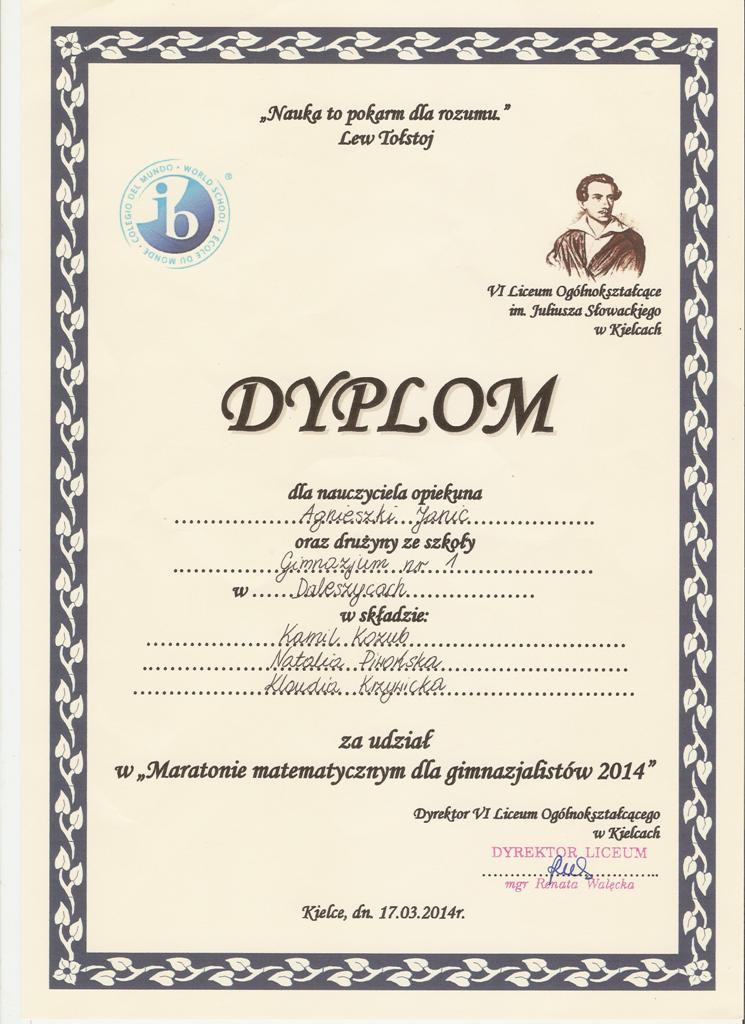 „Nauka to pokarm dla rozumu.”
Lew Tołstoj
COLEGIO DEL MUNDO · WORLD SCHOOL · ÉCOLE DU MONDE ·
®
ib
VI Liceum Ogólnokształcące
im. Juliusza Słowackiego
w Kielcach
DYPLOM
dla nauczyciela opiekuna
Agnieszki Janic
oraz drużyny ze szkoły
Gimnazjum nr 1
w Daleszycach
w składzie:
Kamil Kozub
Natalia Piwońska
Klaudia Krzywicka
za udział
w „Maratonie matematycznym dla gimnazjalistów 2014”
Dyrektor VI Liceum Ogólnokształcącego
w Kielcach
DYREKTOR LICEUM
mgr Renata Wałęcka
Kielce, dn. 17.03.2014r.